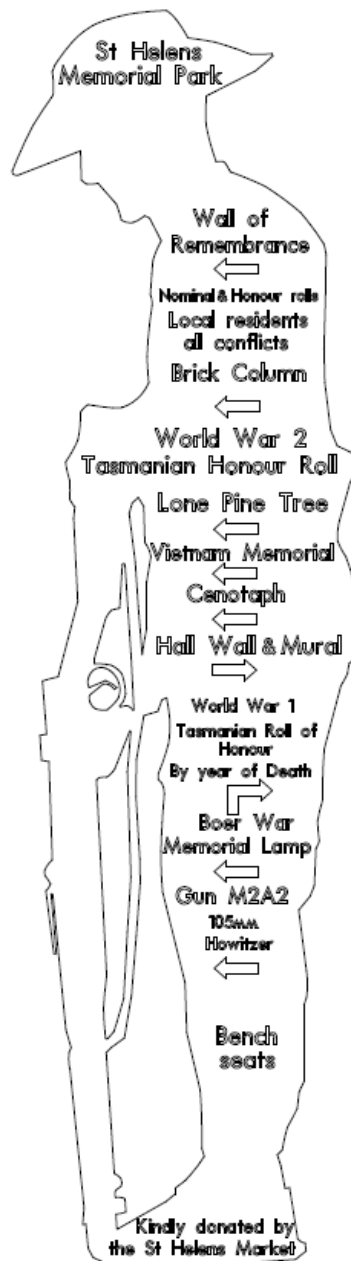 St Helens
Memorial Park
Wall of
Remembrance
Nominal & Honour rolls
Local residents
all conflicts
Brick Column
World War 2
Tasmanian Honour Roll
Lone Pine Tree
Vietnam Memorial
Cenotaph
Hall Wall & Mural
World War 1
Tasmanian Roll of
Honour
By year of Death
Boer War
Memorial Lamp
Gun M2A2
105mm
Howitzer
Bench
seats
Kindly donated by
the St Helens Market